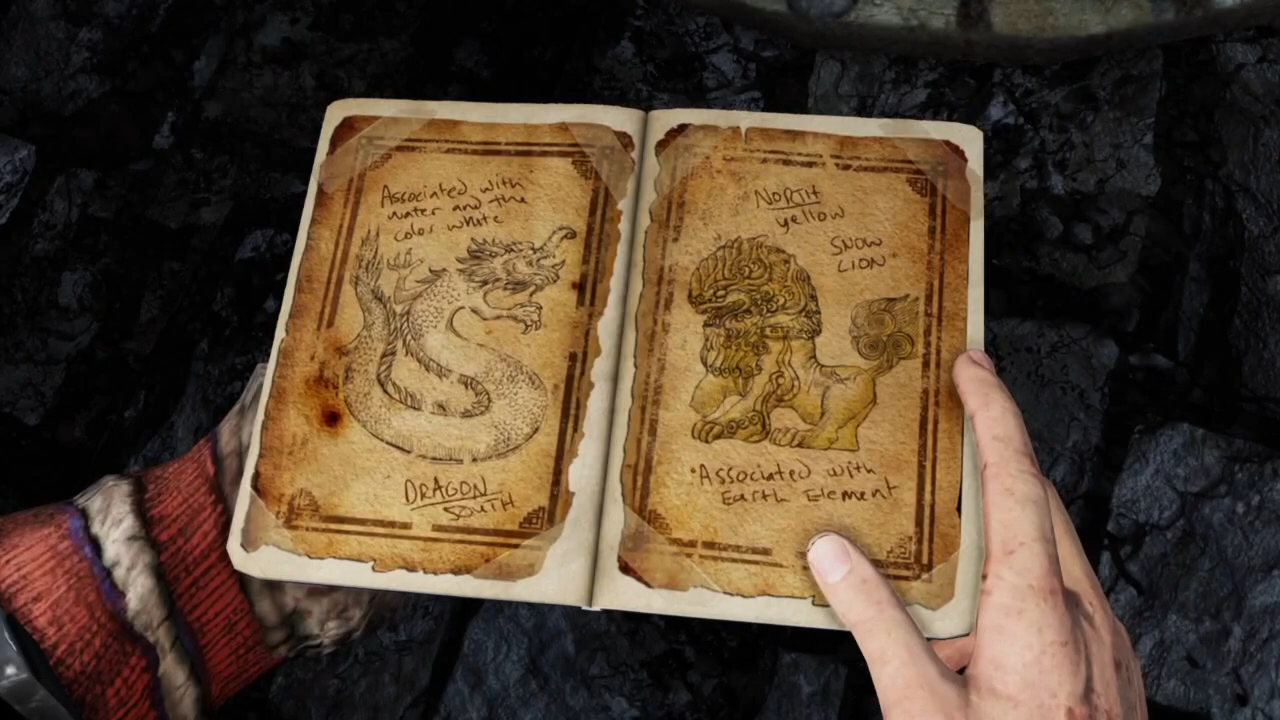 Associated with
water and the
color white
DRAGON
SOUTH
NORTH
yellow
SNOW
LION
•Associated with
Earth Element